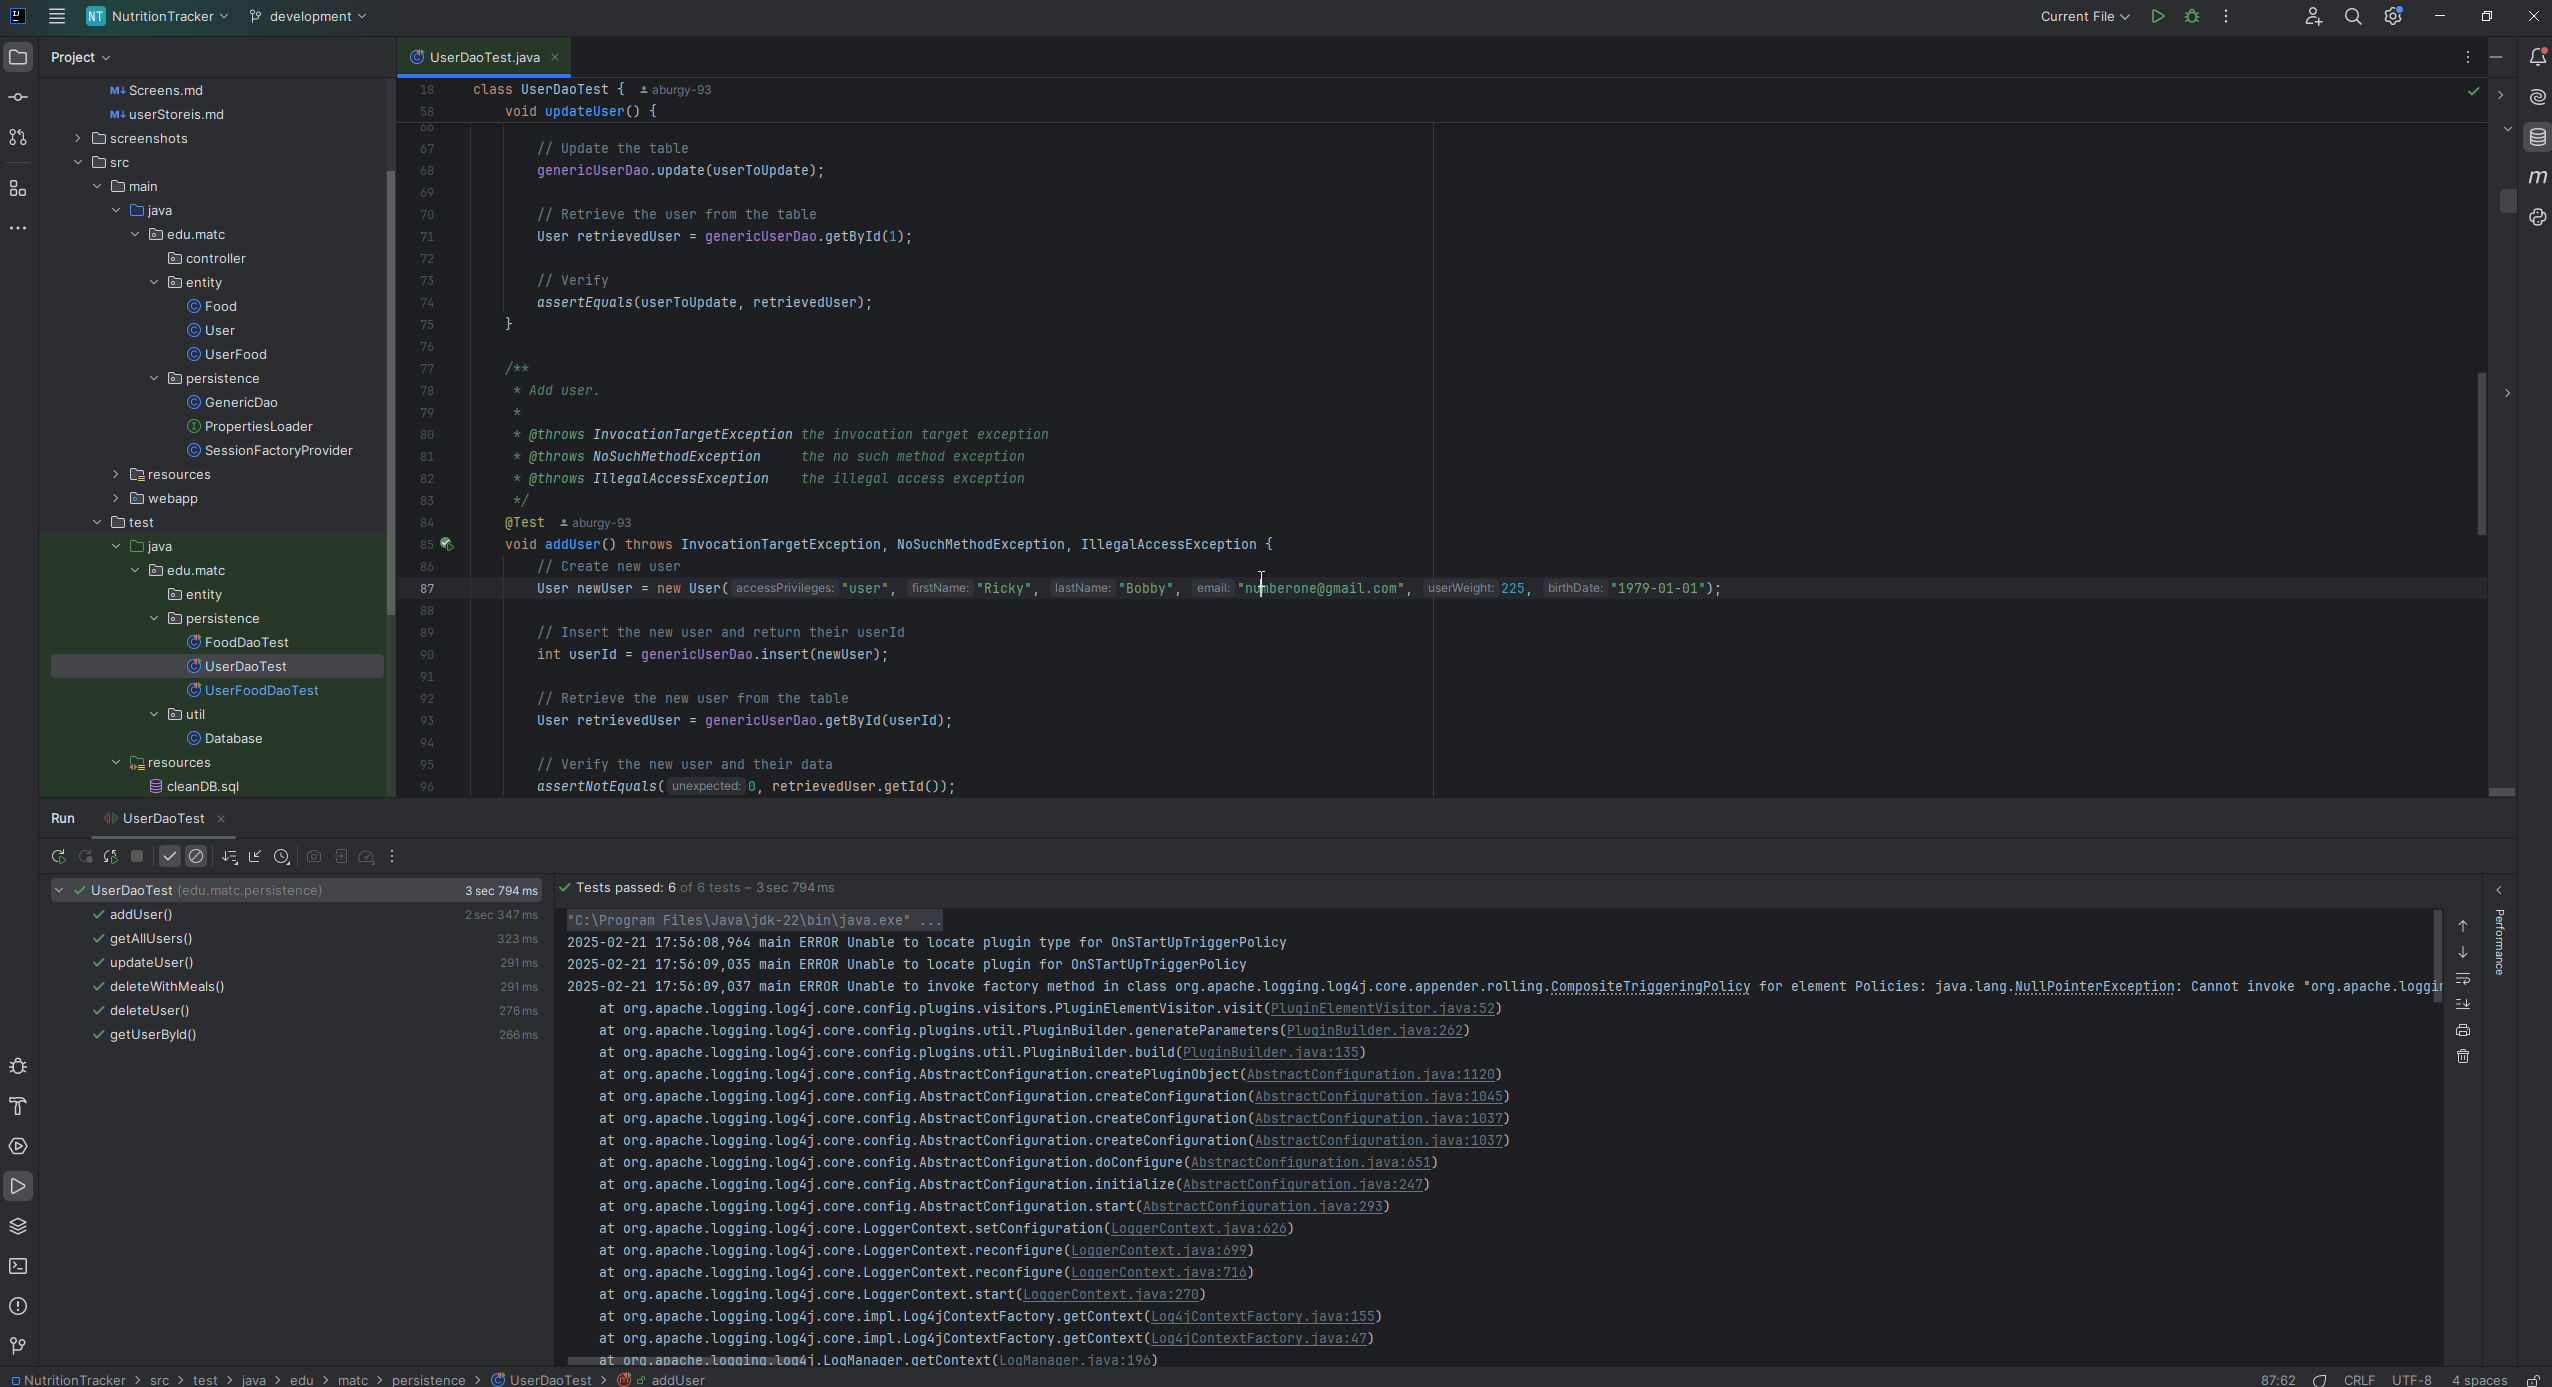 NT NutritionTracker development Current File
Project
Screens.md
userStoreis.md
screenshots
src
main
java
edu.matc
controller
entity
Food
User
UserFood
persistence
GenericDao
PropertiesLoader
SessionFactoryProvider
resources
webapp
test
java
edu.matc
entity
persistence
FoodDaoTest
UserDaoTest
UserFoodDaoTest
util
Database
resources
cleanDB.sql
UserDaoTest.java
18 class UserDaoTest { aburgy-93
58 void updateUser() {
66
67 // Update the table
68 genericUserDao.update(userToUpdate);
69
70 // Retrieve the user from the table
71 User retrievedUser = genericUserDao.getById(1);
72
73 // Verify
74 assertEquals(userToUpdate, retrievedUser);
75 }
76
77 /**
78 * Add user.
79 *
80 * @throws InvocationTargetException the invocation target exception
81 * @throws NoSuchMethodException the no such method exception
82 * @throws IllegalAccessException the illegal access exception
83 */
84 @Test aburgy-93
85 void addUser() throws InvocationTargetException, NoSuchMethodException, IllegalAccessException {
86 // Create new user
87 User newUser = new User( accessPrivileges: "user", firstName: "Ricky", lastName: "Bobby", email: "numberone@gmail.com", userWeight: 225, birthDate: "1979-01-01");
88
89 // Insert the new user and return their userId
90 int userId = genericUserDao.insert(newUser);
91
92 // Retrieve the new user from the table
93 User retrievedUser = genericUserDao.getById(userId);
94
95 // Verify the new user and their data
96 assertNotEquals( unexpected: 0, retrievedUser.getId());
Run UserDaoTest
UserDaoTest (edu.matc.persistence) 3 sec 794 ms
addUser() 2 sec 347 ms
getAllUsers() 323 ms
updateUser() 291 ms
deleteWithMeals() 291 ms
deleteUser() 276 ms
getUserById() 266 ms
Tests passed: 6 of 6 tests – 3 sec 794 ms
"C:\Program Files\Java\jdk-22\bin\java.exe" ...
2025-02-21 17:56:08,964 main ERROR Unable to locate plugin type for OnSTartUpTriggerPolicy
2025-02-21 17:56:09,035 main ERROR Unable to locate plugin for OnSTartUpTriggerPolicy
2025-02-21 17:56:09,037 main ERROR Unable to invoke factory method in class org.apache.logging.log4j.core.appender.rolling.CompositeTriggeringPolicy for element Policies: java.lang.NullPointerException: Cannot invoke "org.apache.loggin
at org.apache.logging.log4j.core.config.plugins.visitors.PluginElementVisitor.visit(PluginElementVisitor.java:52)
at org.apache.logging.log4j.core.config.plugins.util.PluginBuilder.generateParameters(PluginBuilder.java:262)
at org.apache.logging.log4j.core.config.plugins.util.PluginBuilder.build(PluginBuilder.java:135)
at org.apache.logging.log4j.core.config.AbstractConfiguration.createPluginObject(AbstractConfiguration.java:1120)
at org.apache.logging.log4j.core.config.AbstractConfiguration.createConfiguration(AbstractConfiguration.java:1045)
at org.apache.logging.log4j.core.config.AbstractConfiguration.createConfiguration(AbstractConfiguration.java:1037)
at org.apache.logging.log4j.core.config.AbstractConfiguration.createConfiguration(AbstractConfiguration.java:1037)
at org.apache.logging.log4j.core.config.AbstractConfiguration.doConfigure(AbstractConfiguration.java:651)
at org.apache.logging.log4j.core.config.AbstractConfiguration.initialize(AbstractConfiguration.java:247)
at org.apache.logging.log4j.core.config.AbstractConfiguration.start(AbstractConfiguration.java:293)
at org.apache.logging.log4j.core.LoggerContext.setConfiguration(LoggerContext.java:626)
at org.apache.logging.log4j.core.LoggerContext.reconfigure(LoggerContext.java:699)
at org.apache.logging.log4j.core.LoggerContext.reconfigure(LoggerContext.java:716)
at org.apache.logging.log4j.core.LoggerContext.start(LoggerContext.java:270)
at org.apache.logging.log4j.core.impl.Log4jContextFactory.getContext(Log4jContextFactory.java:155)
at org.apache.logging.log4j.core.impl.Log4jContextFactory.getContext(Log4jContextFactory.java:47)
at org.apache.logging.log4j.LogManager.getContext(LogManager.java:196)
Performance
NutritionTracker > src > test > java > edu > matc > persistence > UserDaoTest > addUser
87:62 CRLF UTF-8 4 spaces